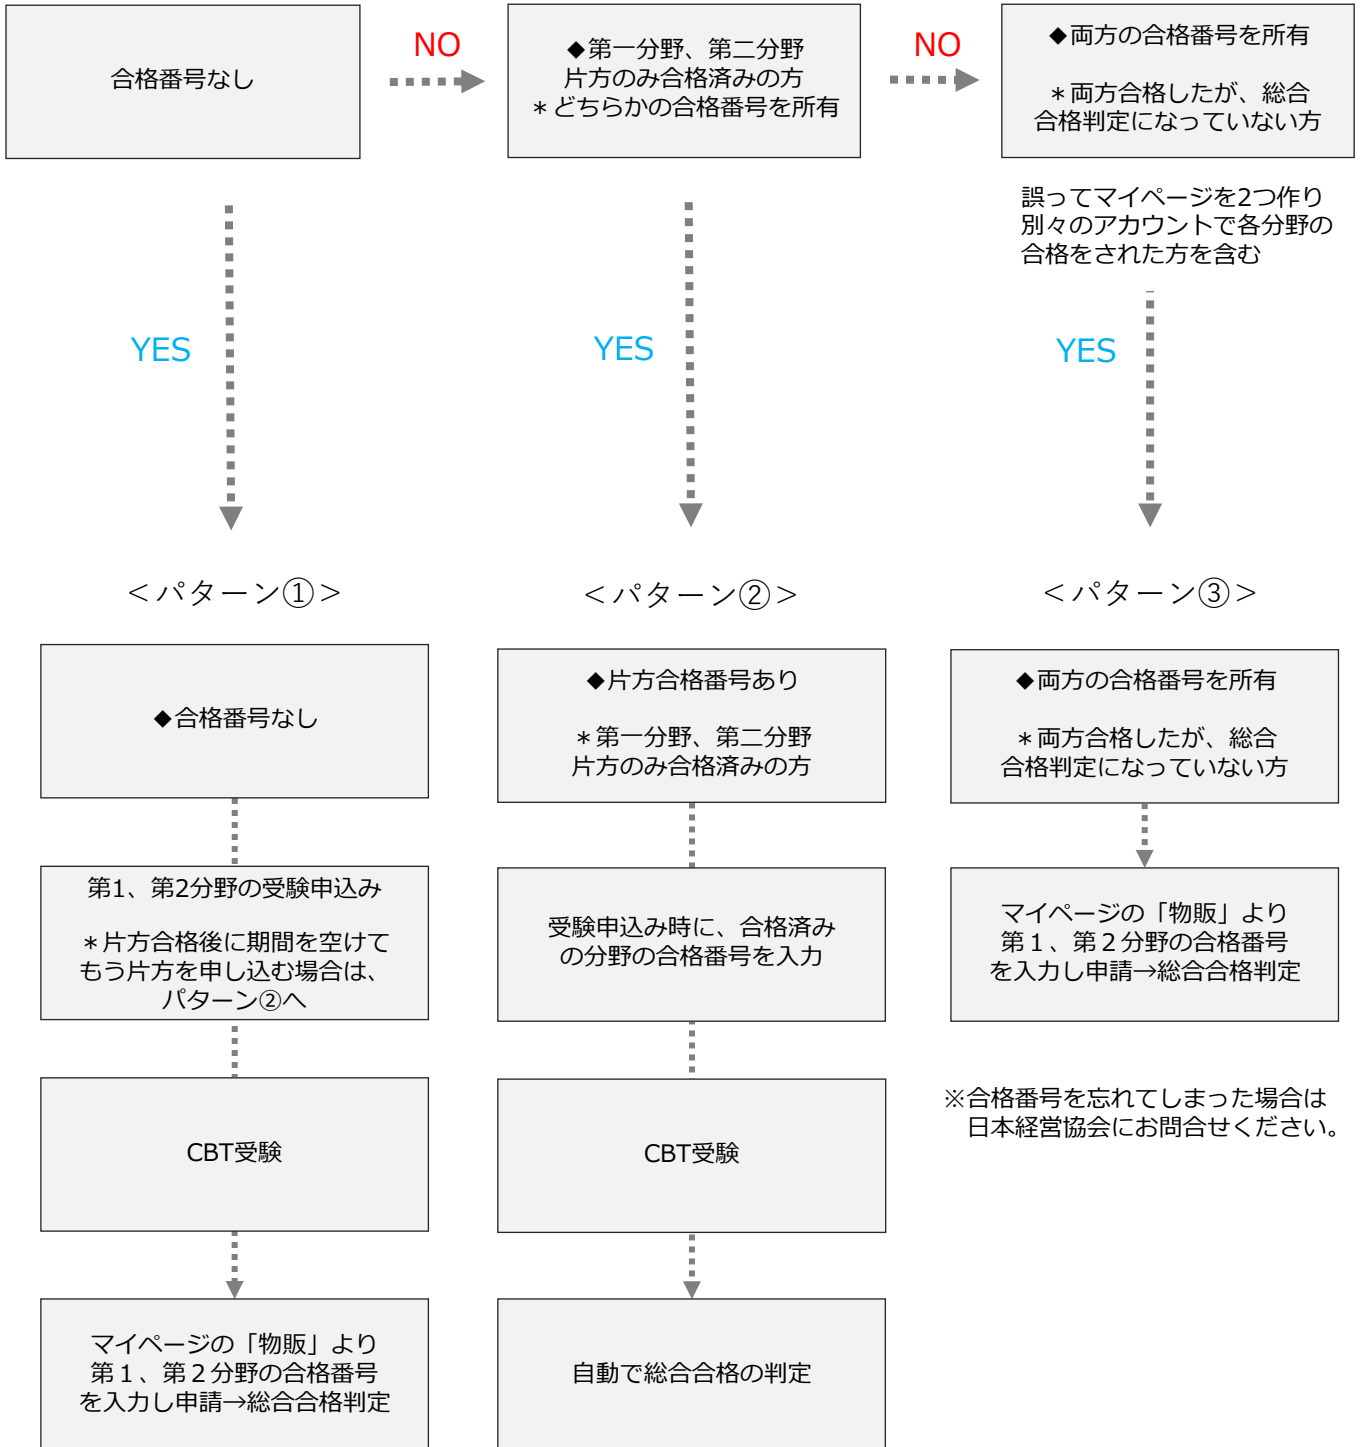 合格番号なし
NO
◆第一分野、第二分野
片方のみ合格済みの方
＊どちらかの合格番号を所有
NO
◆両方の合格番号を所有
＊両方合格したが、総合
合格判定になっていない方
誤ってマイページを2つ作り
別々のアカウントで各分野の
合格をされた方を含む
YES
YES
YES
＜パターン①＞
＜パターン②＞
＜パターン③＞
◆合格番号なし
第1、第2分野の受験申込み
＊片方合格後に期間を空けて
もう片方を申し込む場合は、
パターン②へ
CBT受験
マイページの「物販」より
第１、第２分野の合格番号
を入力し申請→総合合格判定
◆片方合格番号あり
＊第一分野、第二分野
片方のみ合格済みの方
受験申込み時に、合格済み
の分野の合格番号を入力
CBT受験
自動で総合合格の判定
◆両方の合格番号を所有
＊両方合格したが、総合
合格判定になっていない方
マイページの「物販」より
第１、第２分野の合格番号
を入力し申請→総合合格判定
※合格番号を忘れてしまった場合は
日本経営協会にお問合せください。